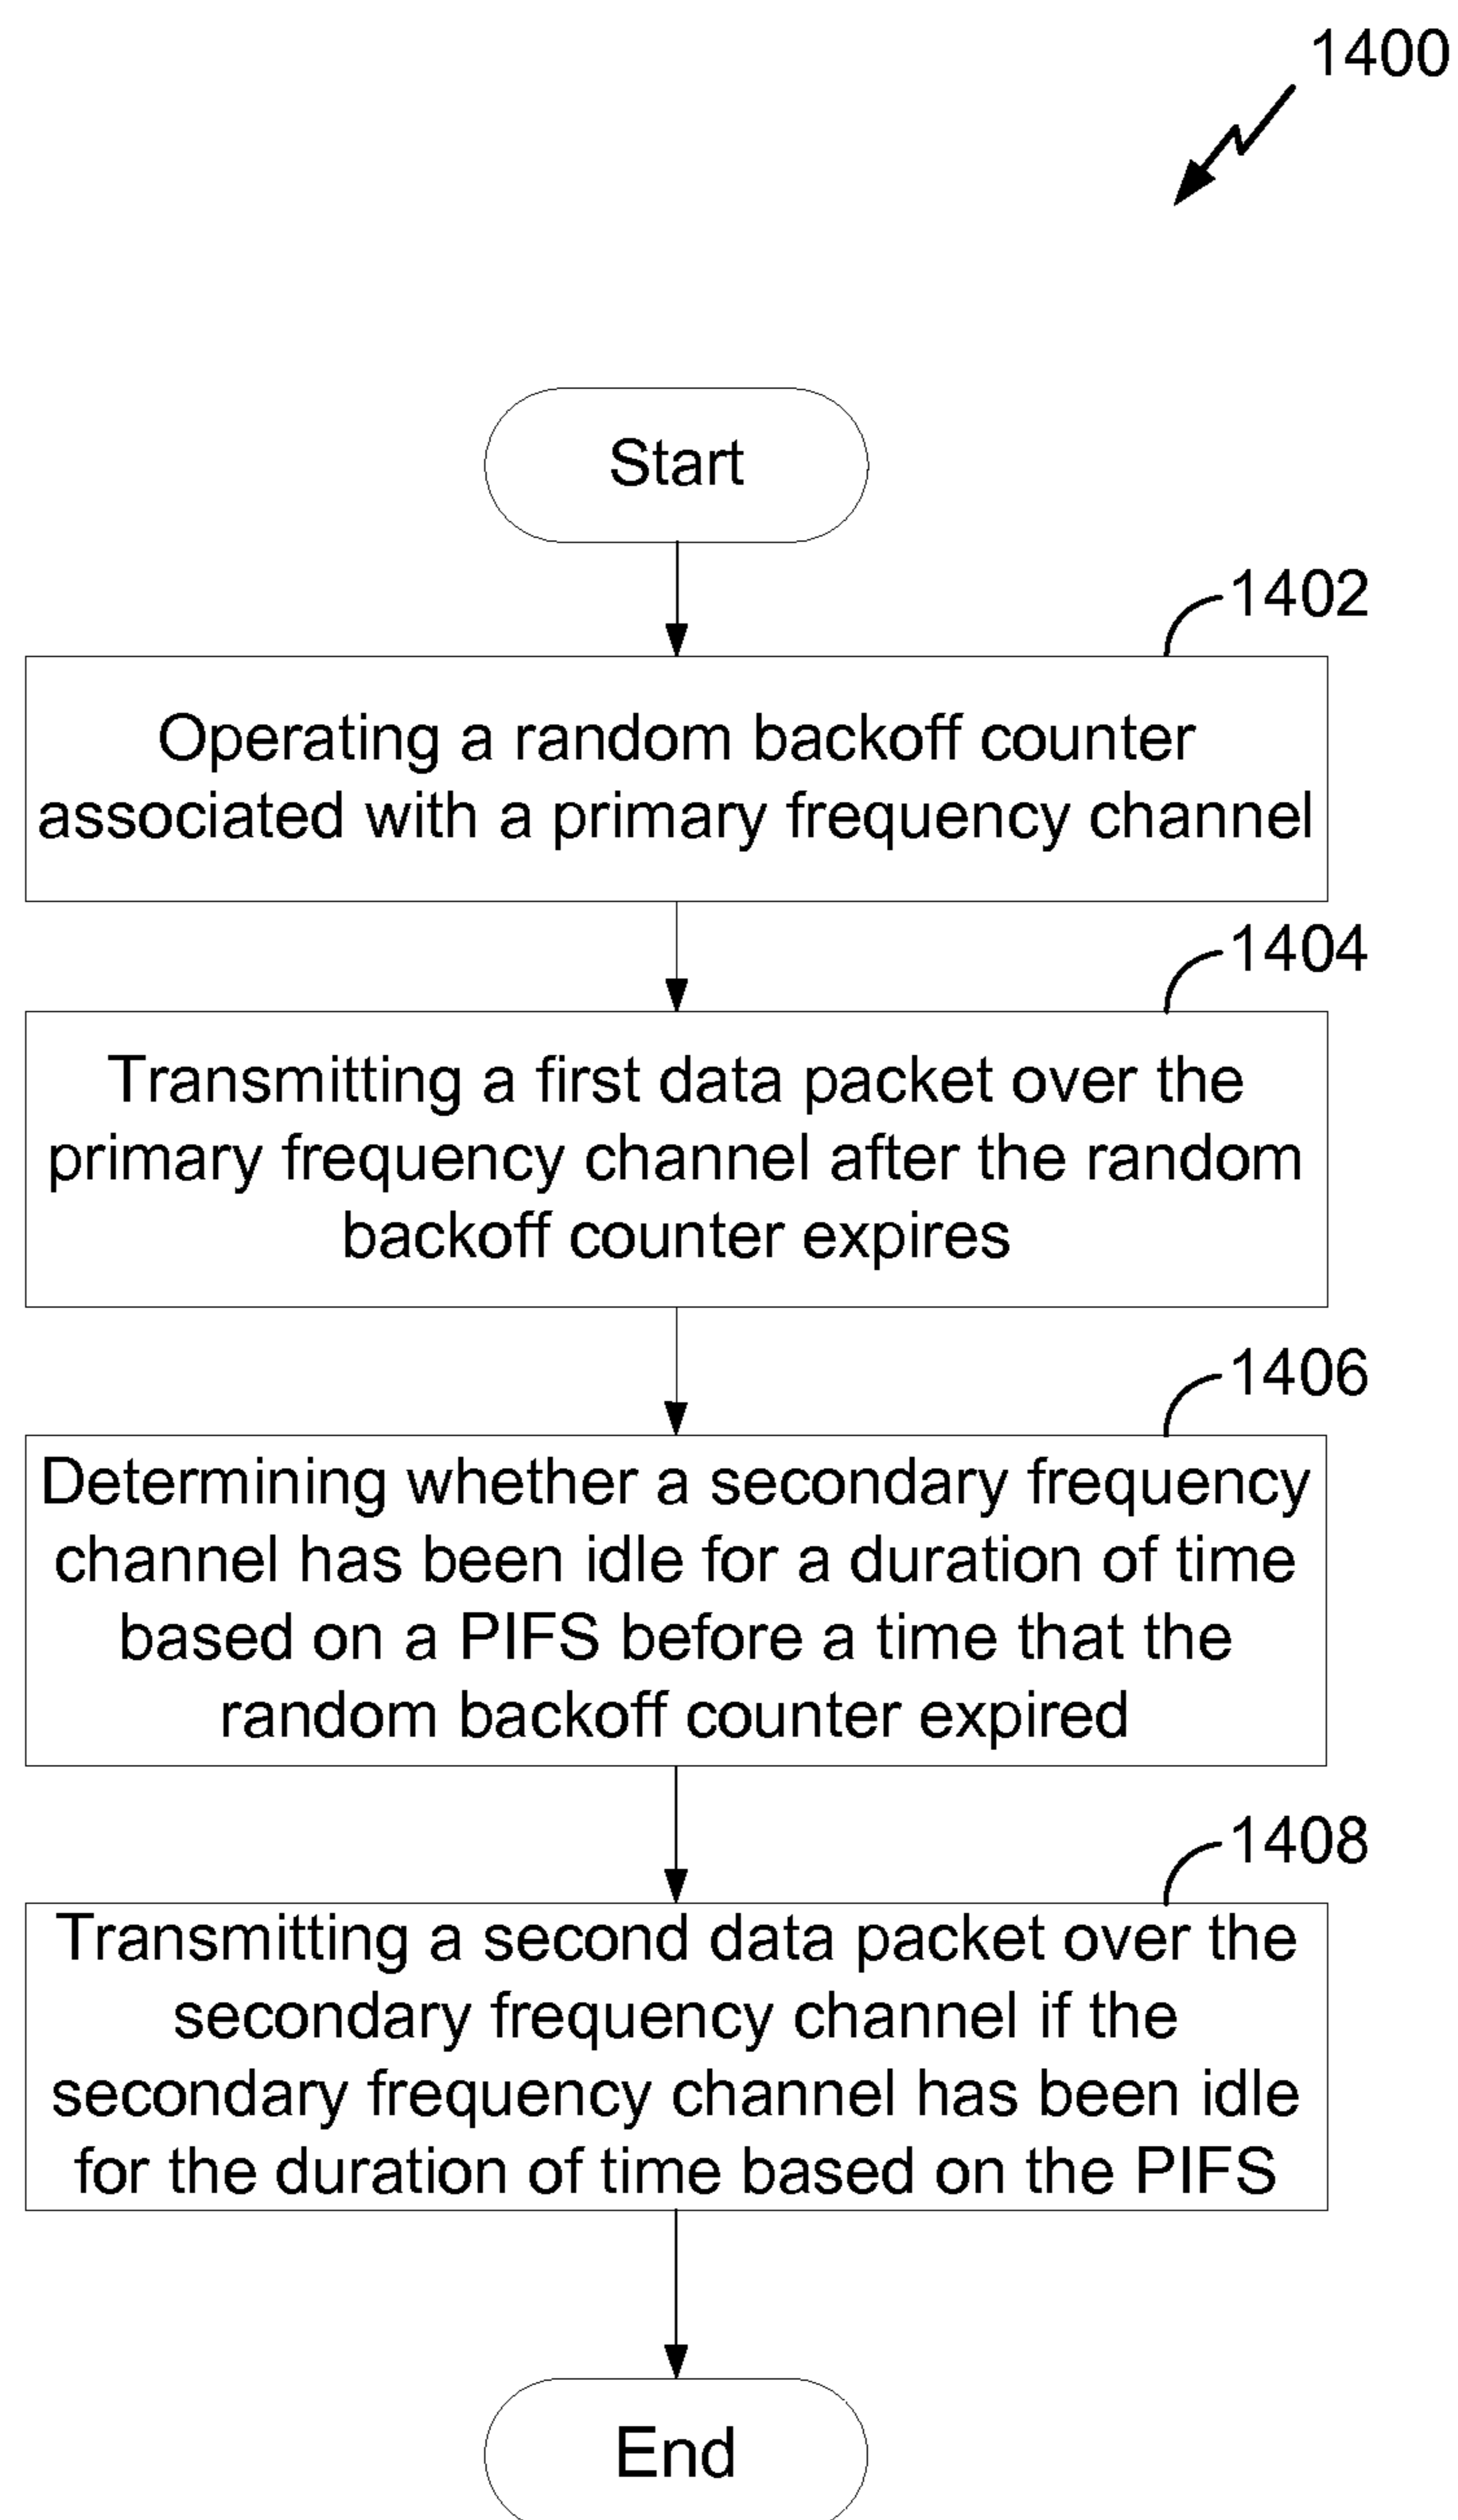 1400
Start
1402
Operating a random backoff counter
associated with a primary frequency channel
1404
Transmitting a first data packet over the
primary frequency channel after the random
backoff counter expires
1406
Determining whether a secondary frequency
channel has been idle for a duration of time
based on a PIFS before a time that the
random backoff counter expired
1408
Transmitting a second data packet over the
secondary frequency channel if the
secondary frequency channel has been idle
for the duration of time based on the PIFS
End